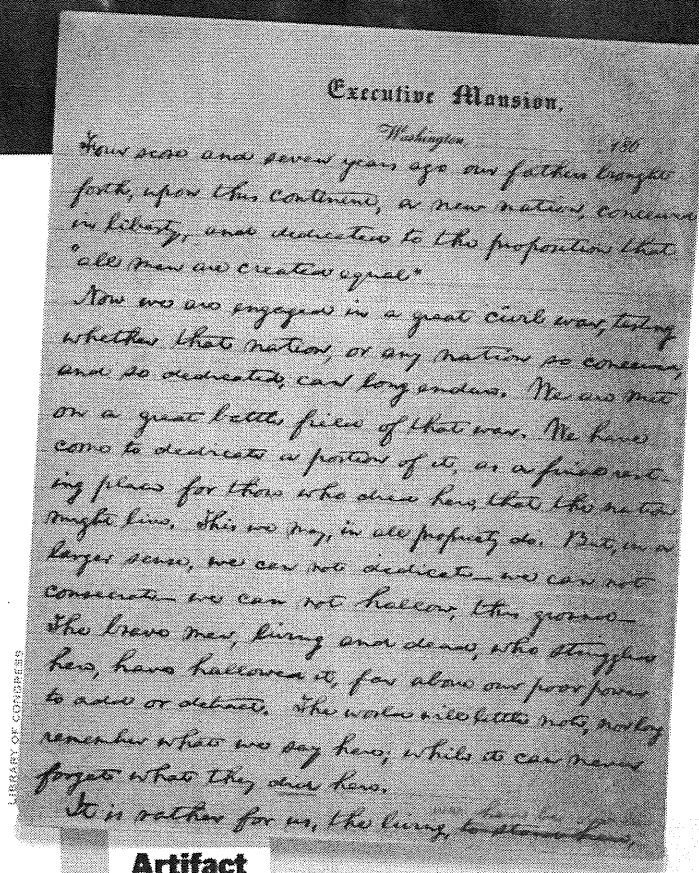 Executive Mansion,
Washington, 186
Four score and seven years ago our fathers brought
forth, upon this continent, a new nation, conceived
in liberty, and dedicated to the proposition that
"all men are created equal"
Now we are engaged in a great civil war, testing
whether that nation, or any nation so conceived,
and so dedicated, can long endure. We are met
on a great battle field of that war. We have
come to dedicate a portion of it, as a final rest-
ing place for those who died here, that the nation
might live. This we may, in all propriety do. But, in a
larger sense, we can not dedicate— we can not
consecrate— we can not hallow, this ground—
The brave men, living and dead, who struggled
here, have hallowed it, far above our poor power
to add or detract. The world will little note, nor long
remember what we say here; while it can never
forget what they did here.
It is rather for us, the living, to stand here,
we here be
LIBRARY OF CONGRESS
Artifact